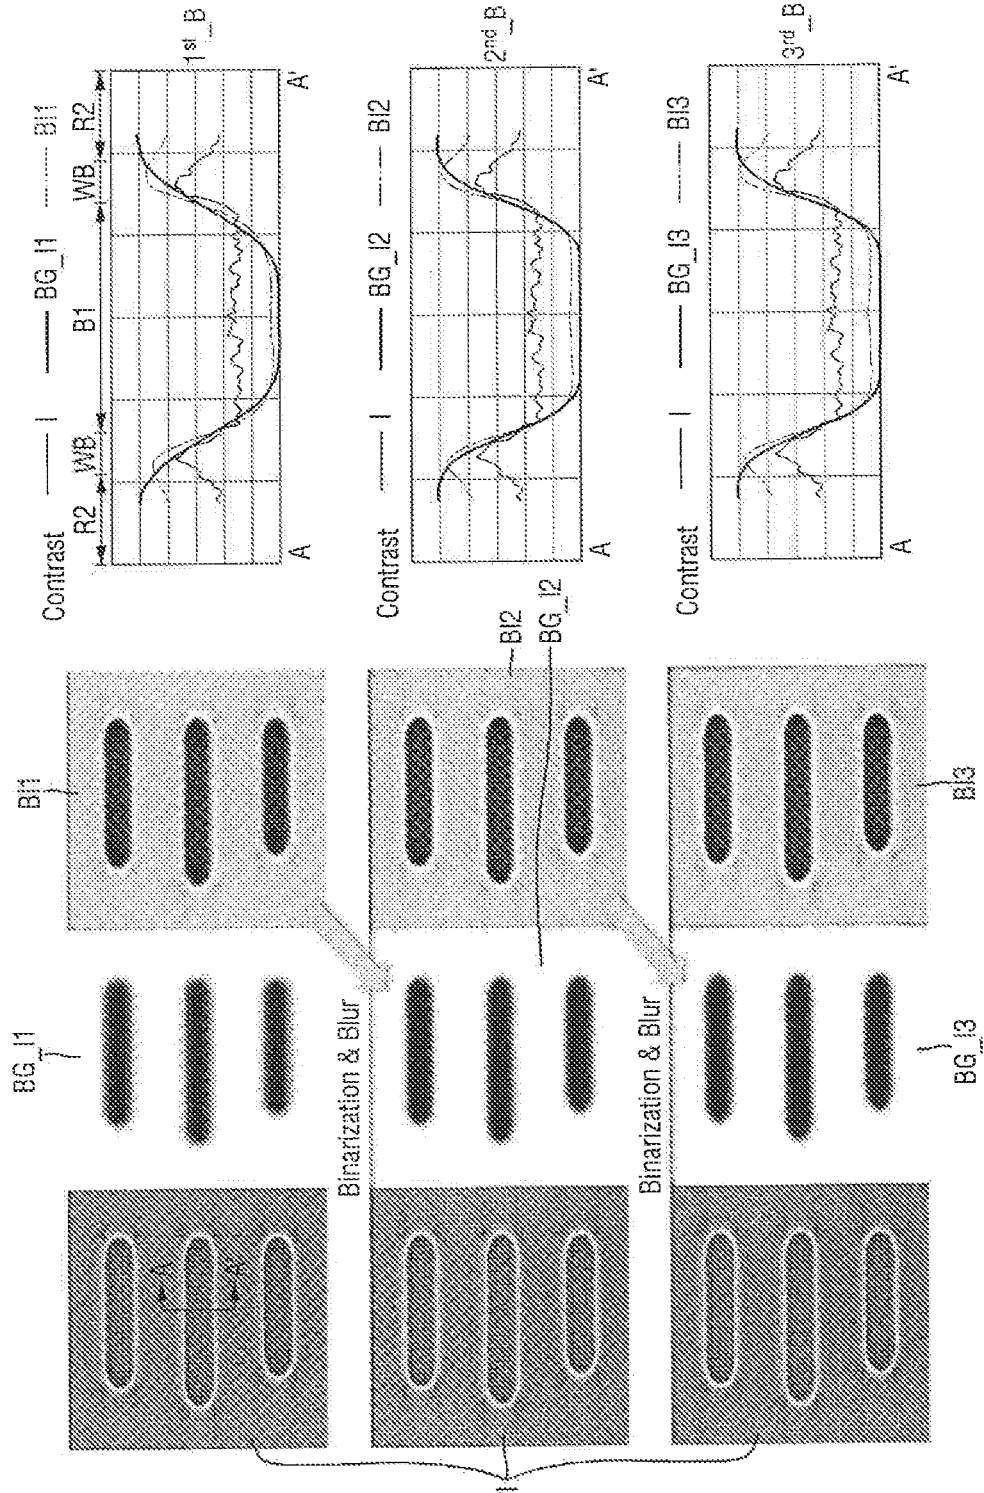 I
BG_I1
BI1
Contrast
I
BG_I1
BI1
R2
WB
B1
WB
R2
A
A'
A
A'
1st_B
Binarization & Blur
BI2
BG_I2
Contrast
I
BG_I2
BI2
A
A'
2nd_B
Binarization & Blur
BG_I3
BI3
Contrast
I
BG_I3
BI3
A
A'
3rd_B